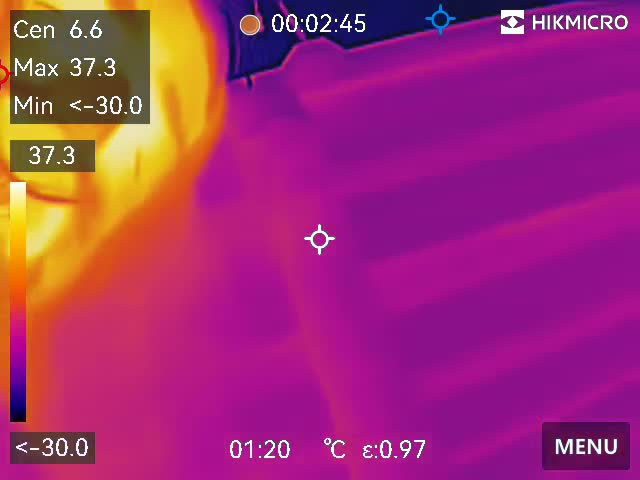 Cen 6.6
00:02:45
HIKMICRO
Max 37.3
Min <-30.0
37.3
<-30.0
01:20 ℃ ε:0.97
MENU